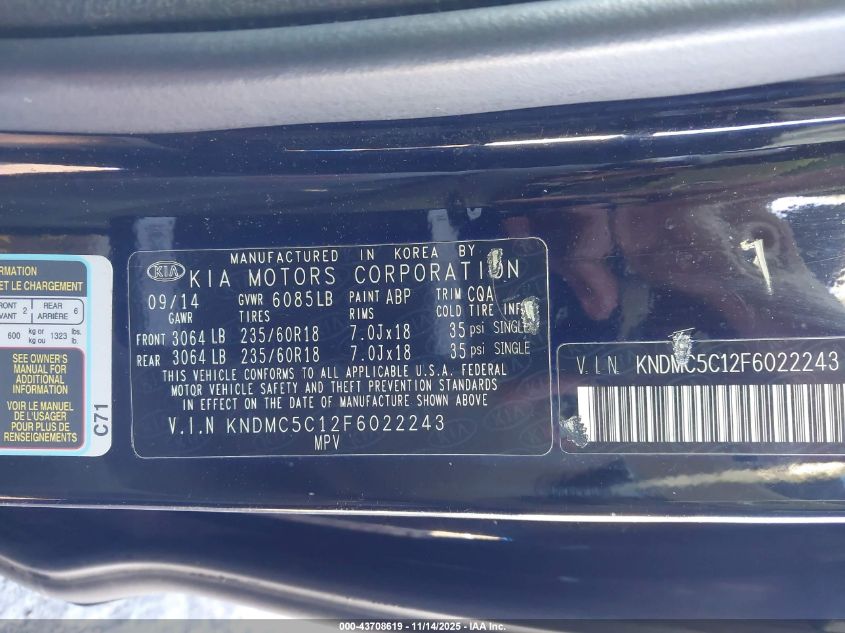 RMATION
ET LE CHARGEMENT
FRONT 2 REAR 6
VANT ARRIÈRE
600 kg or kg ou 1323 lbs. lb.
SEE OWNER'S
MANUAL FOR
ADDITIONAL
INFORMATION
VOIR LE MANUEL
DE L'USAGER
POUR PLUS DE
RENSEIGNEMENTS
C71
MANUFACTURED IN KOREA BY
KIA KIA MOTORS CORPORATION
09/14 GVWR 6085LB PAINT ABP TRIM CQA
GAWR TIRES RIMS COLD TIRE INF
FRONT 3064 LB 235/60R18 7.0Jx18 35 psi SINGLE
REAR 3064 LB 235/60R18 7.0Jx18 35 psi SINGLE
THIS VEHICLE CONFORMS TO ALL APPLICABLE U.S.A. FEDERAL
MOTOR VEHICLE SAFETY AND THEFT PREVENTION STANDARDS
IN EFFECT ON THE DATE OF MANUFACTURE SHOWN ABOVE
V.I.N KNDMC5C12F6022243
MPV
V.I.N. KNDMC5C12F6022243
000-43708619 | 11/14/2025 - IAA Inc.